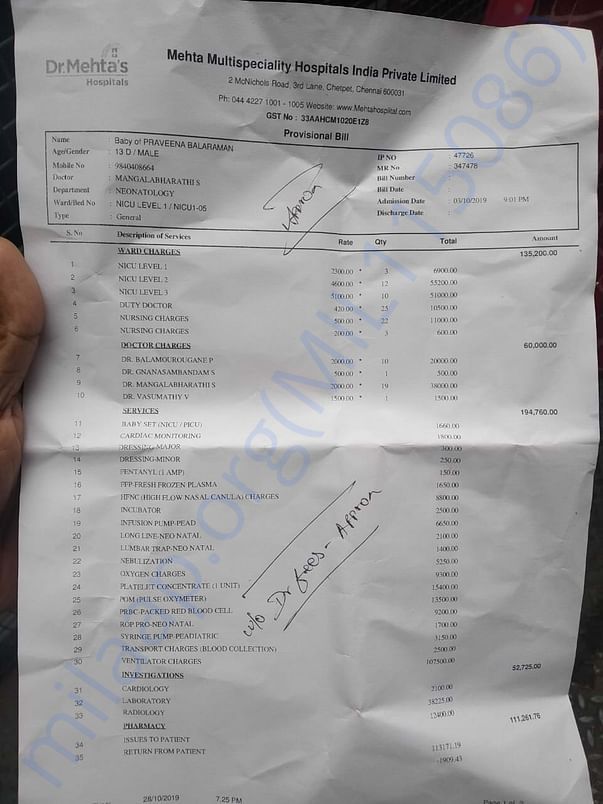 Dr.Mehta's
Hospitals
Mehta Multispeciality Hospitals India Private Limited
2 McNichols Road, 3rd Lane, Chetpet, Chennai 600031
Ph: 044 4227 1001 - 1005 Website: www.Mehtahospital.com
GST No : 33AAHCM1020E1Z8
Provisional Bill
Name : Baby of PRAVEENA BALARAMAN
Age/Gender : 13 D / MALE
Mobile No : 9840408664
Doctor : MANGALABHARATHI S
Department : NEONATOLOGY
Ward/Bed No : NICU LEVEL 1 / NICU1-05
Type : General
IP NO : 47726
MR No : 347478
Bill Number :
Bill Date :
Admission Date : 03/10/2019 9:01 PM
Discharge Date :
S. No Description of Services Rate Qty Total Amount
WARD CHARGES 135,200.00
1 NICU LEVEL 1 2300.00 * 3 6900.00
2 NICU LEVEL 2 4600.00 * 12 55200.00
3 NICU LEVEL 3 5100.00 * 10 51000.00
4 DUTY DOCTOR 420.00 * 25 10500.00
5 NURSING CHARGES 500.00 * 22 11000.00
6 NURSING CHARGES 200.00 * 3 600.00
DOCTOR CHARGES 60,000.00
7 DR. BALAMOUROUGANE P 2000.00 * 10 20000.00
8 DR. GNANASAMBANDAM S 500.00 * 1 500.00
9 DR. MANGALABHARATHI S 2000.00 * 19 38000.00
10 DR. VASUMATHY V 1500.00 * 1 1500.00
SERVICES 194,760.00
11 BABY SET (NICU / PICU) 1660.00
12 CARDIAC MONITORING 1800.00
13 DRESSING-MAJOR 300.00
14 DRESSING-MINOR 250.00
15 FENTANYL (1 AMP) 150.00
16 FFP-FRESH FROZEN PLASMA 1650.00
17 HFNC (HIGH FLOW NASAL CANULA) CHARGES 8800.00
18 INCUBATOR 2500.00
19 INFUSION PUMP-PEAD 6650.00
20 LONG LINE-NEO NATAL 2100.00
21 LUMBAR TRAP-NEO NATAL 1400.00
22 NEBULIZATION 5250.00
23 OXYGEN CHARGES 9300.00
24 PLATELET CONCENTRATE (1 UNIT) 15400.00
25 POM (PULSE OXYMETER) 13500.00
26 PRBC-PACKED RED BLOOD CELL 9200.00
27 ROP PRO-NEO NATAL 1700.00
28 SYRINGE PUMP-PEADIATRIC 3150.00
29 TRANSPORT CHARGES (BLOOD COLLECTION) 2500.00
30 VENTILATOR CHARGES 107500.00
INVESTIGATIONS 52,725.00
31 CARDIOLOGY 2100.00
32 LABORATORY 38225.00
33 RADIOLOGY 12400.00
PHARMACY 111,261.76
34 ISSUES TO PATIENT 113171.19
35 RETURN FROM PATIENT -1909.43
w/o Dr Fees - Approx
28/10/2019 7.25 PM
milaap.org(MIL115086)